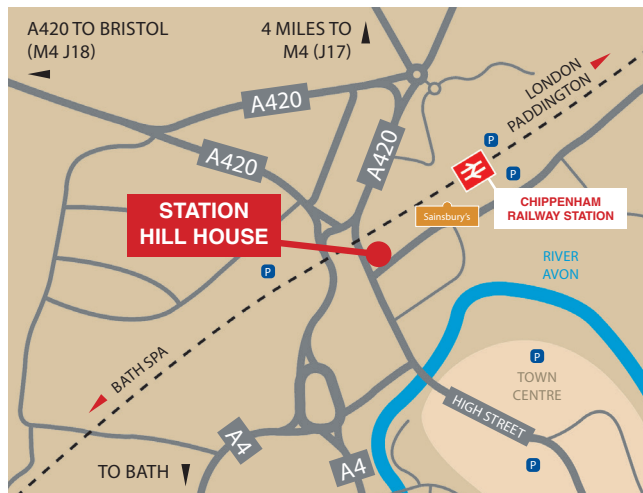 A420 TO BRISTOL
(M4 J18)
4 MILES TO
M4 (J17)
LONDON
PADDINGTON
A420
A420
A420
P
P
CHIPPENHAM
RAILWAY STATION
Sainsbury's
STATION
HILL HOUSE
P
RIVER
AVON
BATH SPA
P
TOWN
CENTRE
HIGH STREET
A4
A4
P
TO BATH